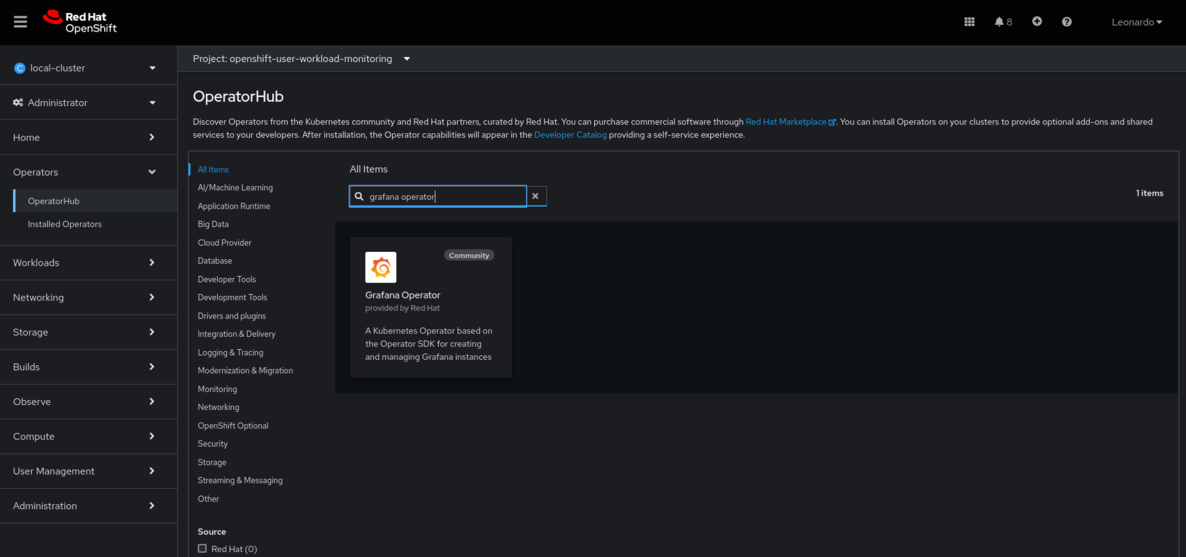 Red Hat
OpenShift
8
Leonardo
C local-cluster
Administrator
Home
Operators
OperatorHub
Installed Operators
Workloads
Networking
Storage
Builds
Observe
Compute
User Management
Administration
Project: openshift-user-workload-monitoring
OperatorHub
Discover Operators from the Kubernetes community and Red Hat partners, curated by Red Hat. You can purchase commercial software through Red Hat Marketplace. You can install Operators on your clusters to provide optional add-ons and shared
services to your developers. After installation, the Operator capabilities will appear in the Developer Catalog providing a self-service experience.
All Items
AI/Machine Learning
Application Runtime
Big Data
Cloud Provider
Database
Developer Tools
Development Tools
Drivers and plugins
Integration & Delivery
Logging & Tracing
Modernization & Migration
Monitoring
Networking
OpenShift Optional
Security
Storage
Streaming & Messaging
Other
Source
Red Hat (0)
All Items
grafana operator
1 items
Community
Grafana Operator
provided by Red Hat
A Kubernetes Operator based on
the Operator SDK for creating
and managing Grafana instances